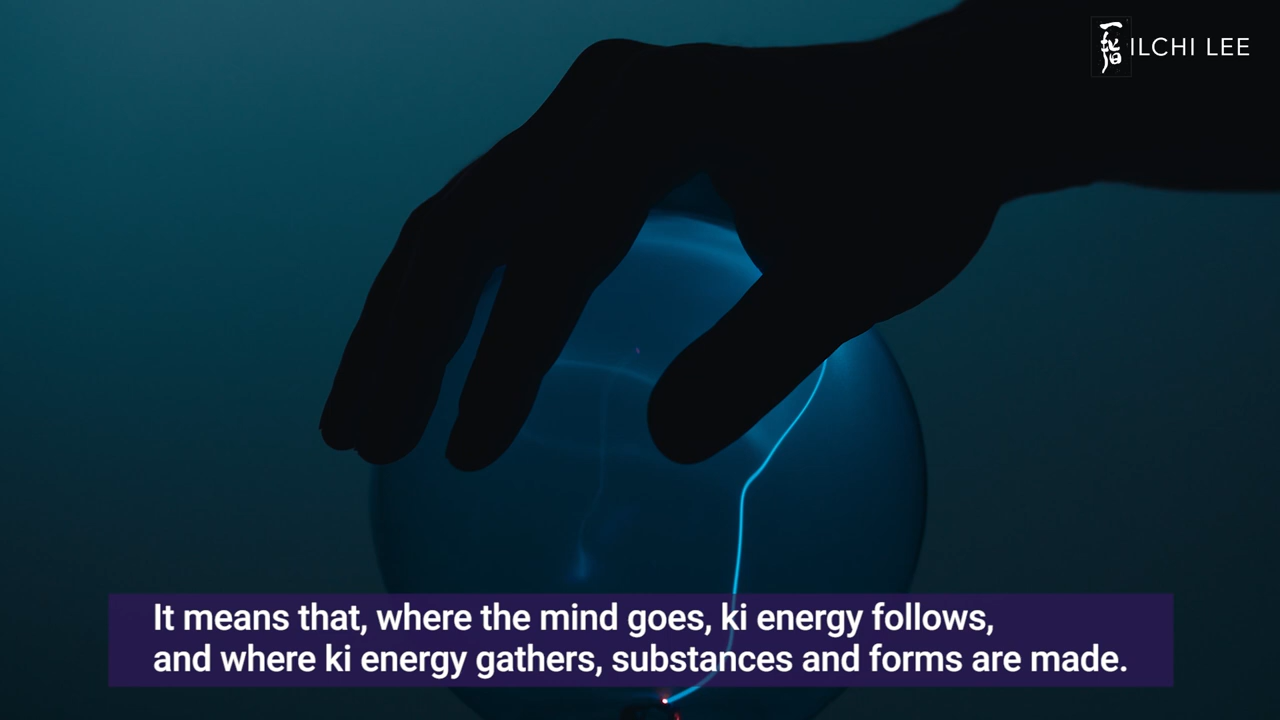 ILCHI LEE
It means that, where the mind goes, ki energy follows,
and where ki energy gathers, substances and forms are made.